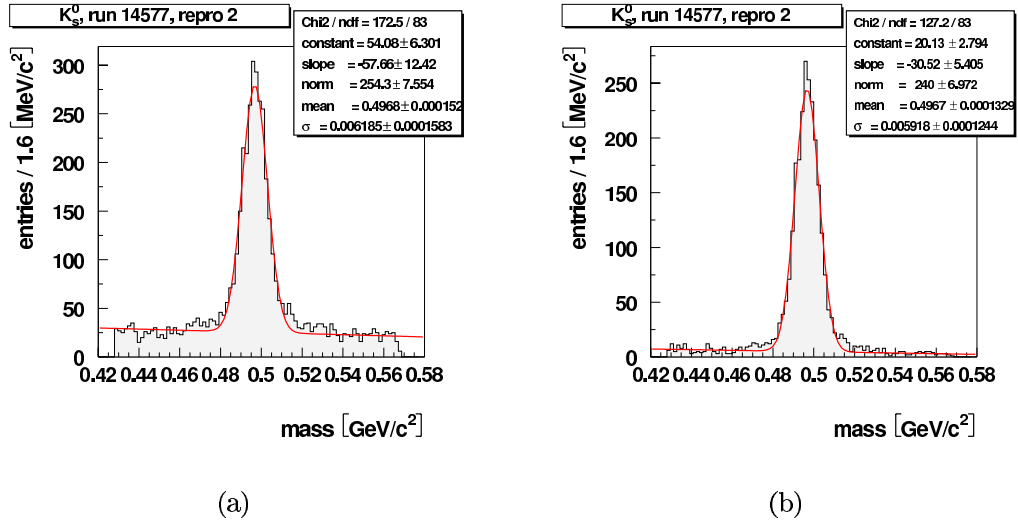 K⁰ₛ, run 14577, repro 2
Chi2 / ndf = 172.5 / 83
constant = 54.08 ± 6.301
slope = -57.66 ± 12.42
norm = 254.3 ± 7.554
mean = 0.4968 ± 0.000152
σ = 0.006185 ± 0.0001583
entries / 1.6 [MeV/c²]
300
250
200
150
100
50
0
0.42 0.44 0.46 0.48 0.5 0.52 0.54 0.56 0.58
mass [GeV/c²]
(a)
K⁰ₛ, run 14577, repro 2
Chi2 / ndf = 127.2 / 83
constant = 20.13 ± 2.794
slope = -30.52 ± 5.405
norm = 240 ± 6.972
mean = 0.4967 ± 0.0001329
σ = 0.005918 ± 0.0001244
entries / 1.6 [MeV/c²]
250
200
150
100
50
0
0.42 0.44 0.46 0.48 0.5 0.52 0.54 0.56 0.58
mass [GeV/c²]
(b)